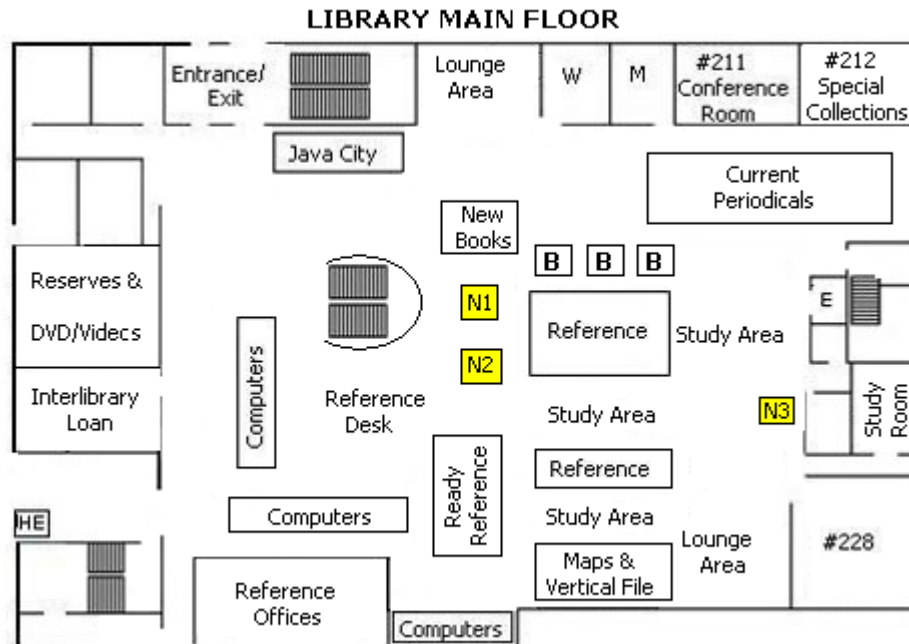 LIBRARY MAIN FLOOR
Entrance/
Exit
Lounge
Area
W
M
#211
Conference
Room
#212
Special
Collections
Java City
Current
Periodicals
New
Books
B
B
B
Reserves &
DVD/Videcs
N1
Reference
Study Area
E
N2
Interlibrary
Loan
Computers
Reference
Desk
Study Area
N3
Study
Room
Ready
Reference
Reference
HE
Computers
Study Area
Lounge
Area
#228
Maps &
Vertical File
Reference
Offices
Computers